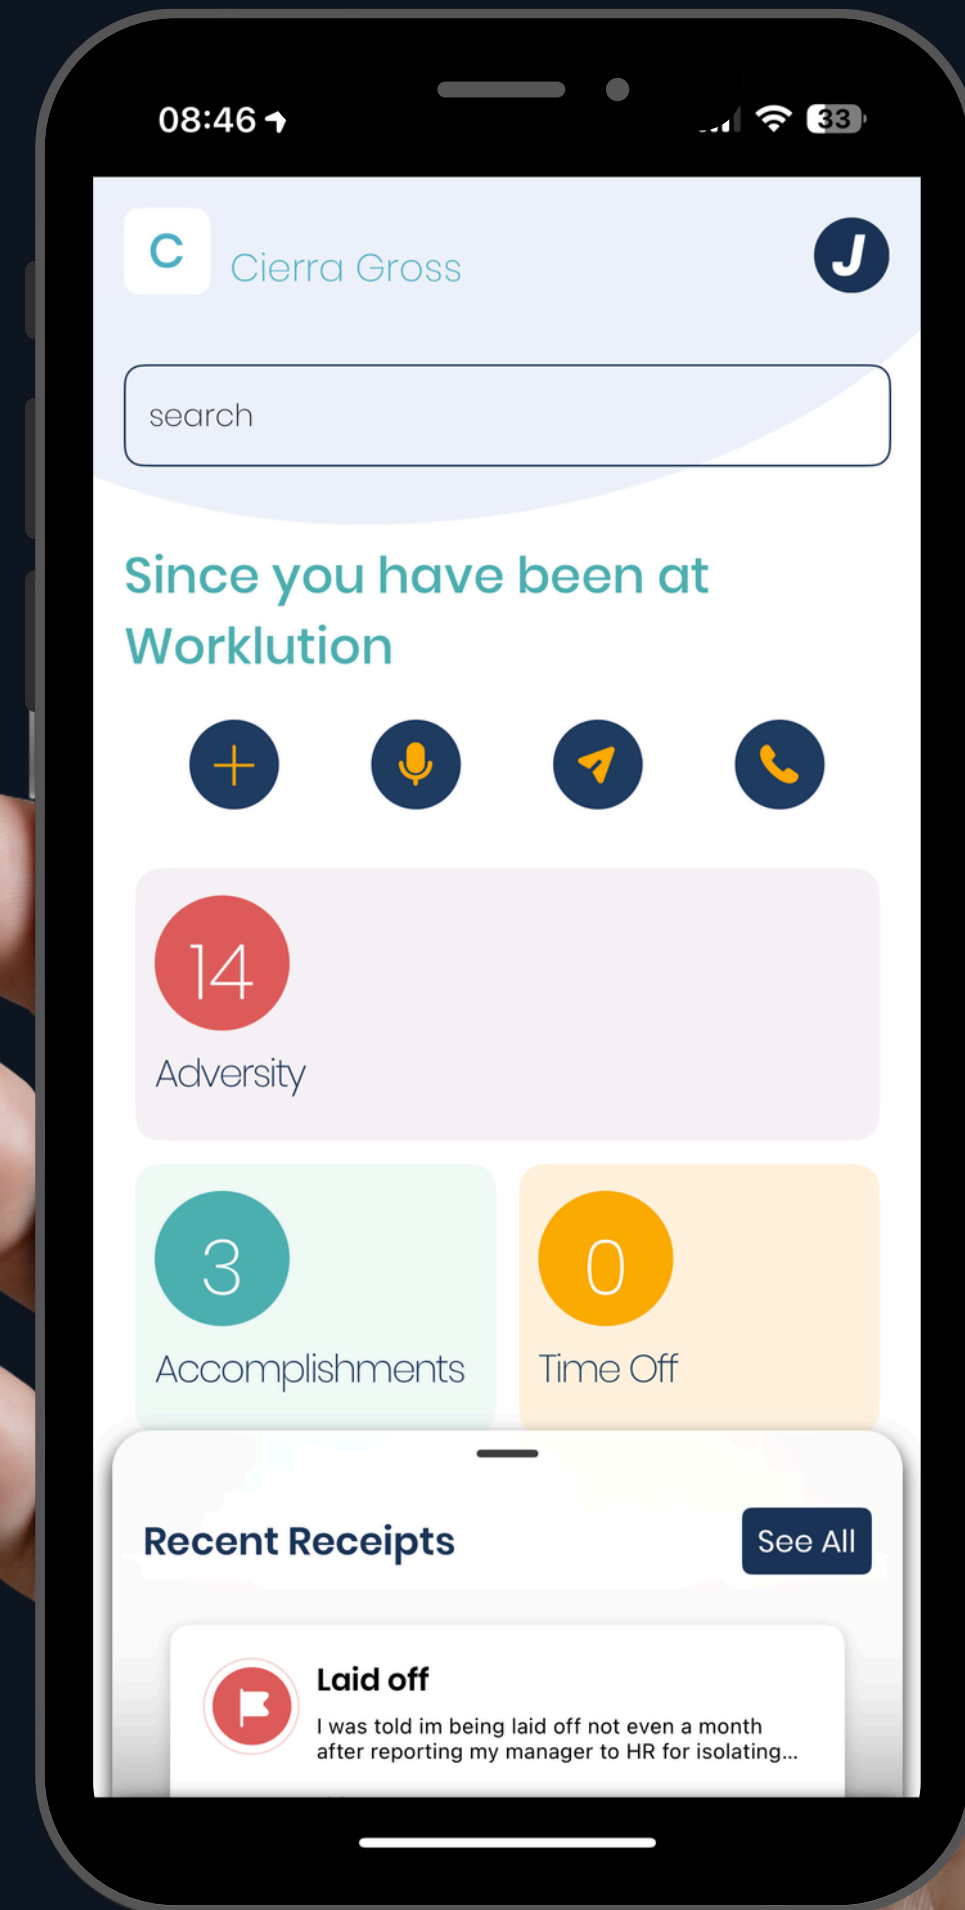 08:46
33
C
Cierra Gross
J
search
Since you have been at
Worklution
14
Adversity
3
Accomplishments
0
Time Off
Recent Receipts
See All
Laid off
I was told im being laid off not even a month
after reporting my manager to HR for isolating...